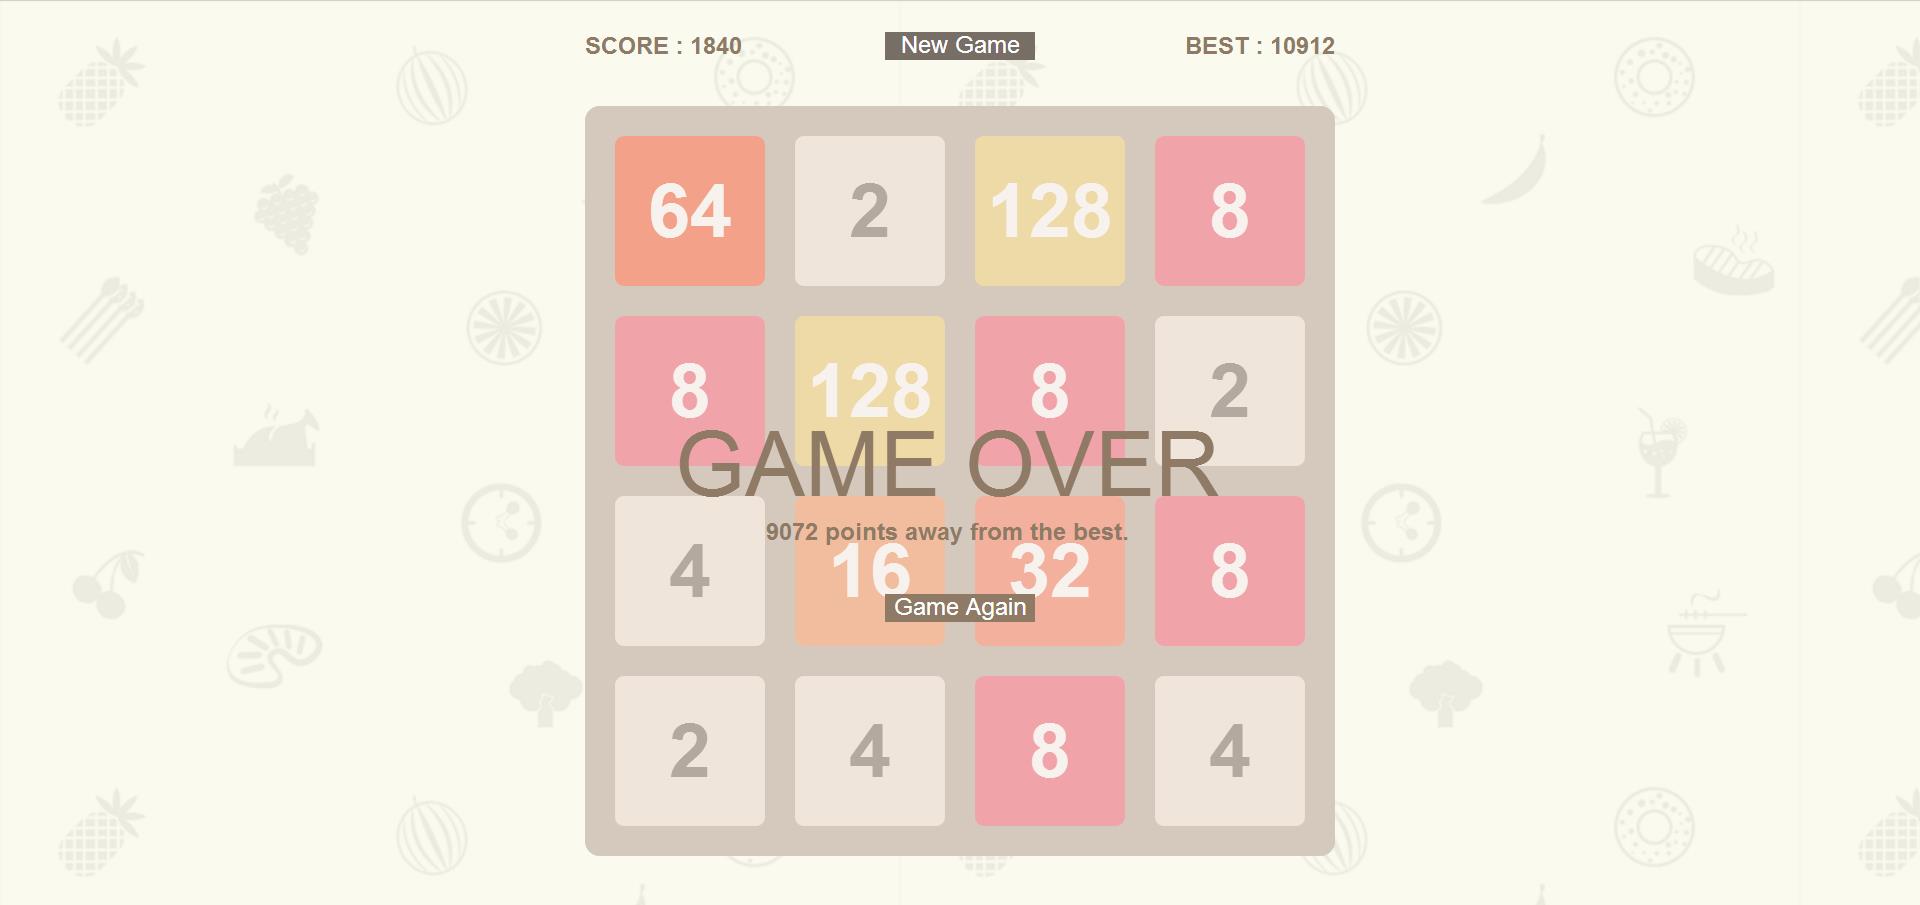 SCORE : 1840 New Game BEST : 10912
64 2 128 8
8 128 8 2
GAME OVER
9072 points away from the best.
4 16 32 8
Game Again
2 4 8 4